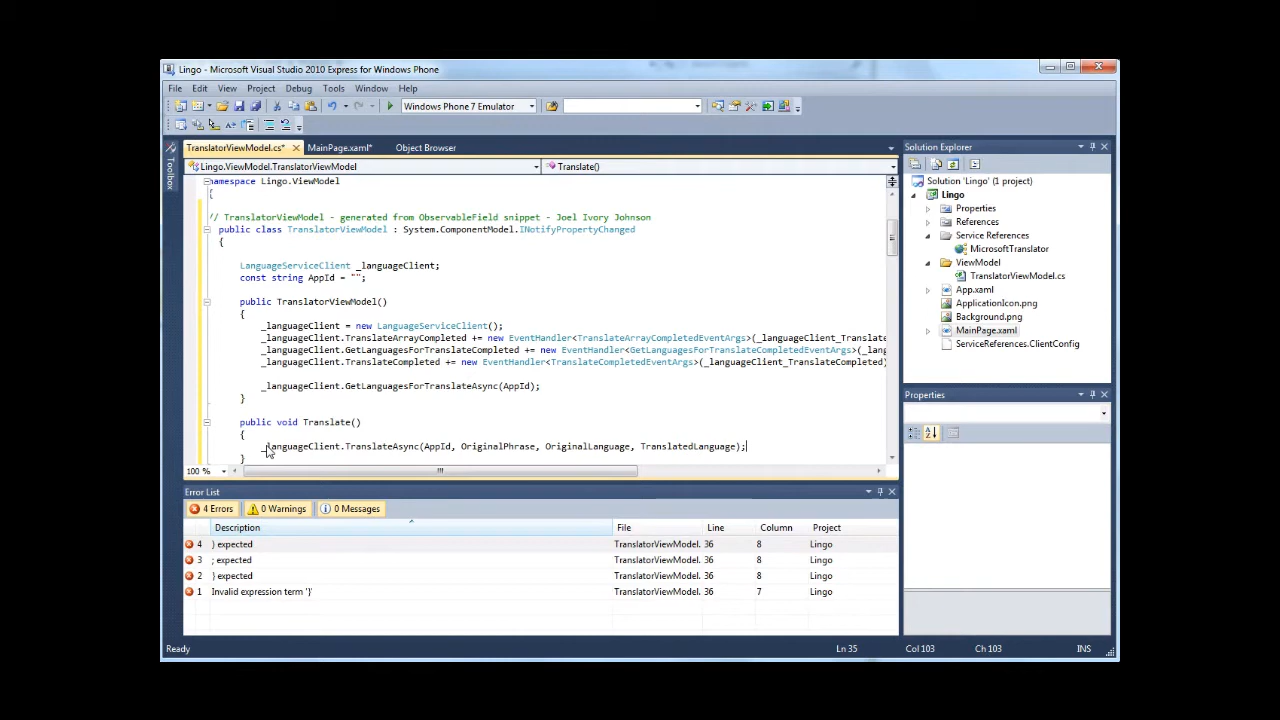 Lingo - Microsoft Visual Studio 2010 Express for Windows Phone
File Edit View Project Debug Tools Window Help
Windows Phone 7 Emulator
TranslatorViewModel.cs* MainPage.xaml* Object Browser
Toolbox
Lingo.ViewModel.TranslatorViewModel Translate()
namespace Lingo.ViewModel
{
// TranslatorViewModel - generated from ObservableField snippet - Joel Ivory Johnson
public class TranslatorViewModel : System.ComponentModel.INotifyPropertyChanged
{
LanguageServiceClient _languageClient;
const string AppId = "";
public TranslatorViewModel()
{
_languageClient = new LanguageServiceClient();
_languageClient.TranslateArrayCompleted += new EventHandler<TranslateArrayCompletedEventArgs>(_languageClient_Translate
_languageClient.GetLanguagesForTranslateCompleted += new EventHandler<GetLanguagesForTranslateCompletedEventArgs>(_lang
_languageClient.TranslateCompleted += new EventHandler<TranslateCompletedEventArgs>(_languageClient_TranslateCompleted)
_languageClient.GetLanguagesForTranslateAsync(AppId);
}
public void Translate()
{
_languageClient.TranslateAsync(AppId, OriginalPhrase, OriginalLanguage, TranslatedLanguage);
}
100 %
Error List
4 Errors 0 Warnings 0 Messages
Description File Line Column Project
4 } expected TranslatorViewModel. 36 8 Lingo
3 ; expected TranslatorViewModel. 36 8 Lingo
2 ) expected TranslatorViewModel. 36 8 Lingo
1 Invalid expression term '}' TranslatorViewModel. 36 7 Lingo
Ready Ln 35 Col 103 Ch 103 INS
Solution Explorer
Solution 'Lingo' (1 project)
Lingo
Properties
References
Service References
MicrosoftTranslator
ViewModel
TranslatorViewModel.cs
App.xaml
ApplicationIcon.png
Background.png
MainPage.xaml
ServiceReferences.ClientConfig
Properties